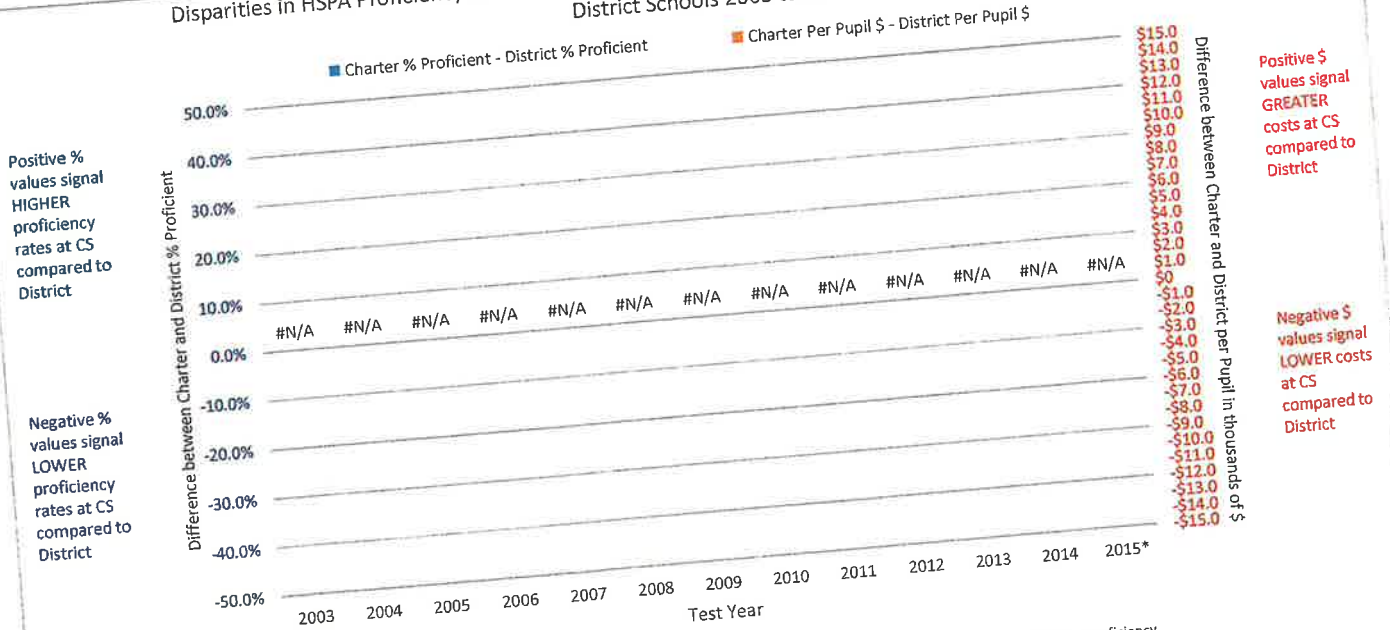 Disparities in HSPA
District Schools
Charter % Proficient - District % Proficient
Charter Per Pupil $ - District Per Pupil $
Positive %
values signal
HIGHER
proficiency
rates at CS
compared to
District
Negative %
values signal
LOWER
proficiency
rates at CS
compared to
District
Difference between Charter and District % Proficient
50.0%
40.0%
30.0%
20.0%
10.0%
0.0%
-10.0%
-20.0%
-30.0%
-40.0%
-50.0%
#N/A #N/A #N/A #N/A #N/A #N/A #N/A #N/A #N/A #N/A #N/A #N/A #N/A
2003 2004 2005 2006 2007 2008 2009 2010 2011 2012 2013 2014 2015*
Test Year
$15.0
$14.0
$13.0
$12.0
$11.0
$10.0
$9.0
$8.0
$7.0
$6.0
$5.0
$4.0
$3.0
$2.0
$1.0
$0
-$1.0
-$2.0
-$3.0
-$4.0
-$5.0
-$6.0
-$7.0
-$8.0
-$9.0
-$10.0
-$11.0
-$12.0
-$13.0
-$14.0
-$15.0
Difference between Charter and District per Pupil in thousands of $
Positive $
values signal
GREATER
costs at CS
compared to
District
Negative $
values signal
LOWER costs
at CS
compared to
District